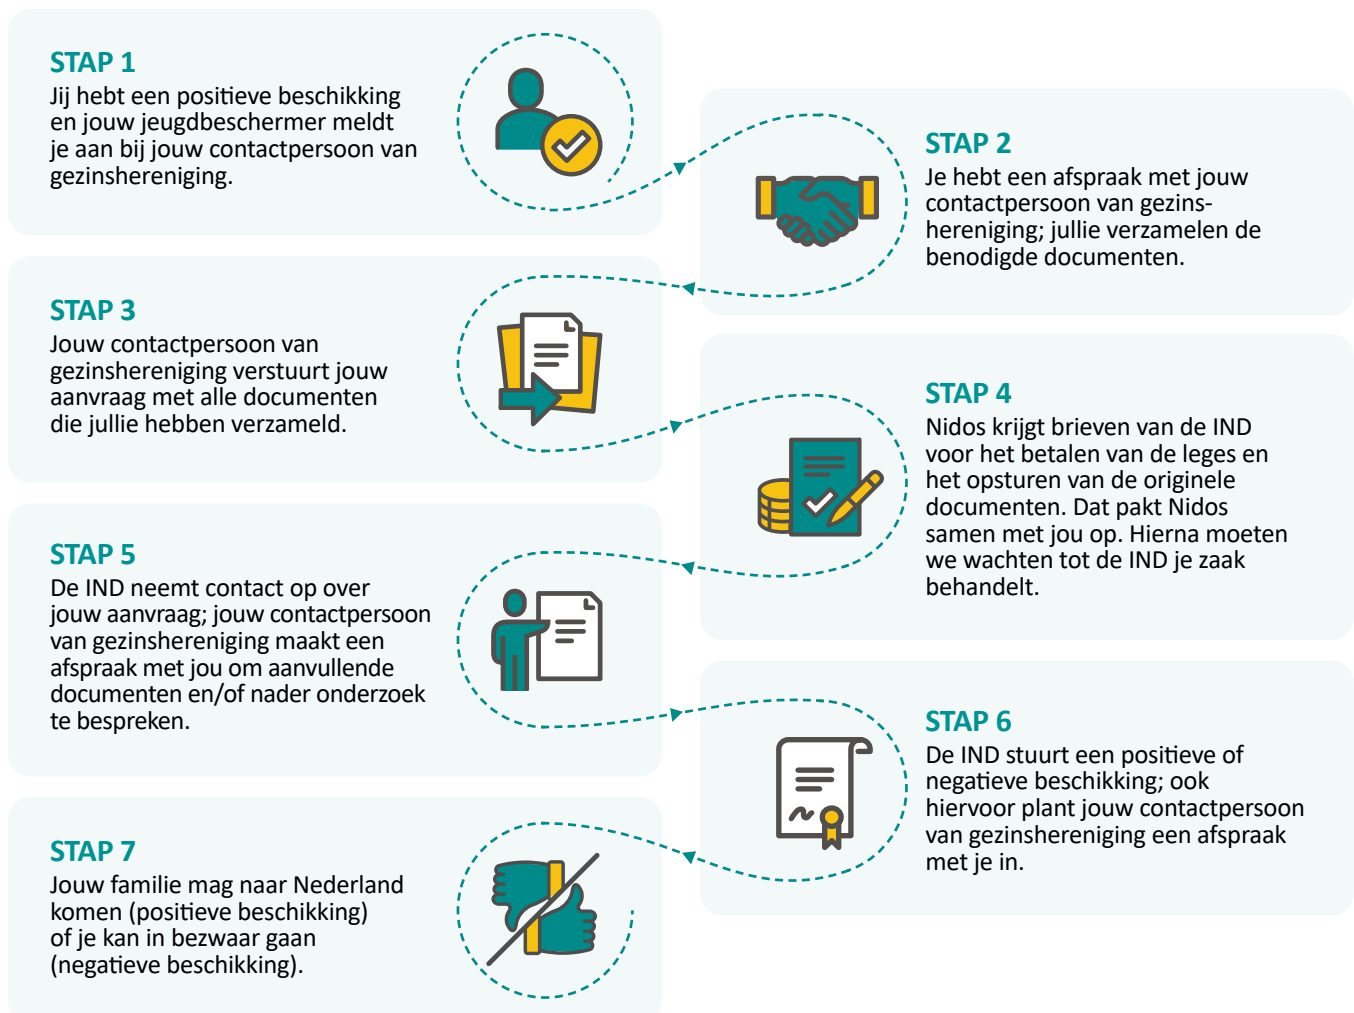 STAP 1
Jij hebt een positieve beschikking
en jouw jeugdbeschermer meldt
je aan bij jouw contactpersoon van
gezinshereniging.
STAP 2
Je hebt een afspraak met jouw
contactpersoon van gezins-
hereniging; jullie verzamelen de
benodigde documenten.
STAP 3
Jouw contactpersoon van
gezinshereniging verstuurt jouw
aanvraag met alle documenten
die jullie hebben verzameld.
STAP 4
Nidos krijgt brieven van de IND
voor het betalen van de leges en
het opsturen van de originele
documenten. Dat pakt Nidos
samen met jou op. Hierna moeten
we wachten tot de IND je zaak
behandelt.
STAP 5
De IND neemt contact op over
jouw aanvraag; jouw contactpersoon
van gezinshereniging maakt een
afspraak met jou om aanvullende
documenten en/of nader onderzoek
te bespreken.
STAP 6
De IND stuurt een positieve of
negatieve beschikking; ook
hiervoor plant jouw contactpersoon
van gezinshereniging een afspraak
met je in.
STAP 7
Jouw familie mag naar Nederland
komen (positieve beschikking)
of je kan in bezwaar gaan
(negatieve beschikking).